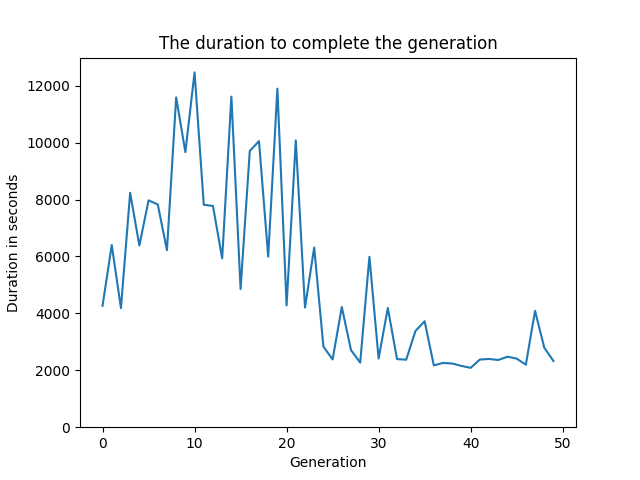 The duration to complete the generation
12000
10000
8000
6000
4000
2000
0
Duration in seconds
0 10 20 30 40 50
Generation